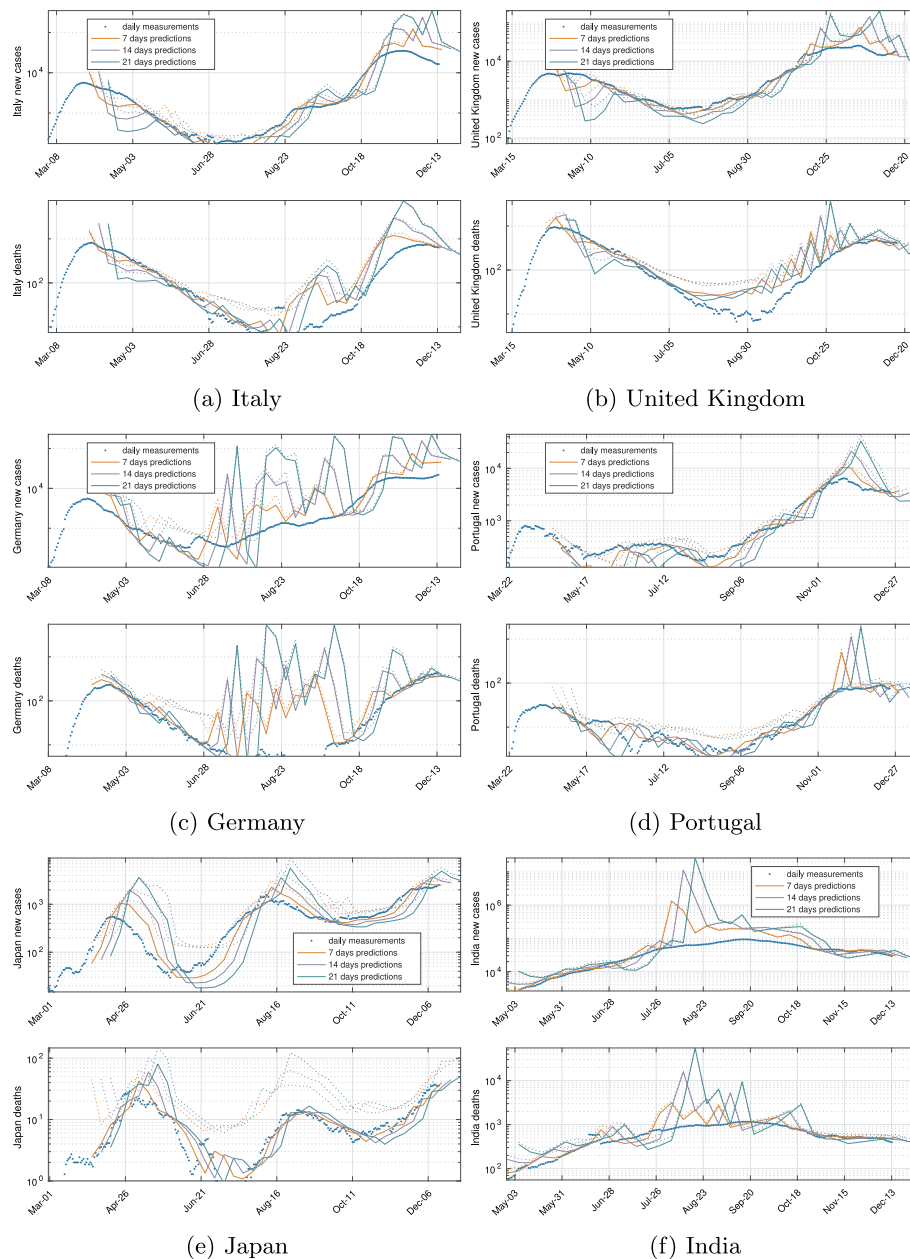 Italy new cases
10^4
daily measurements
7 days predictions
14 days predictions
21 days predictions
Mar-08
May-03
Jun-28
Aug-23
Oct-18
Dec-13
United Kingdom new cases
10^4
10^2
daily measurements
7 days predictions
14 days predictions
21 days predictions
Mar-15
May-10
Jul-05
Aug-30
Oct-25
Dec-20
Italy deaths
10^2
Mar-08
May-03
Jun-28
Aug-23
Oct-18
Dec-13
United Kingdom deaths
10^2
Mar-15
May-10
Jul-05
Aug-30
Oct-25
Dec-20
(a) Italy
(b) United Kingdom
Germany new cases
10^4
daily measurements
7 days predictions
14 days predictions
21 days predictions
Mar-08
May-03
Jun-28
Aug-23
Oct-18
Dec-13
Portugal new cases
10^4
10^3
daily measurements
7 days predictions
14 days predictions
21 days predictions
Mar-22
May-17
Jul-12
Sep-06
Nov-01
Dec-27
Germany deaths
10^2
Mar-08
May-03
Jun-28
Aug-23
Oct-18
Dec-13
Portugal deaths
10^2
Mar-22
May-17
Jul-12
Sep-06
Nov-01
Dec-27
(c) Germany
(d) Portugal
Japan new cases
10^3
10^2
daily measurements
7 days predictions
14 days predictions
21 days predictions
Mar-01
Apr-26
Jun-21
Aug-16
Oct-11
Dec-06
India new cases
10^6
10^4
daily measurements
7 days predictions
14 days predictions
21 days predictions
May-03
May-31
Jun-28
Jul-26
Aug-23
Sep-20
Oct-18
Nov-15
Dec-13
Japan deaths
10^2
10^1
10^0
Mar-01
Apr-26
Jun-21
Aug-16
Oct-11
Dec-06
India deaths
10^4
10^3
10^2
May-03
May-31
Jun-28
Jul-26
Aug-23
Sep-20
Oct-18
Nov-15
Dec-13
(e) Japan
(f) India